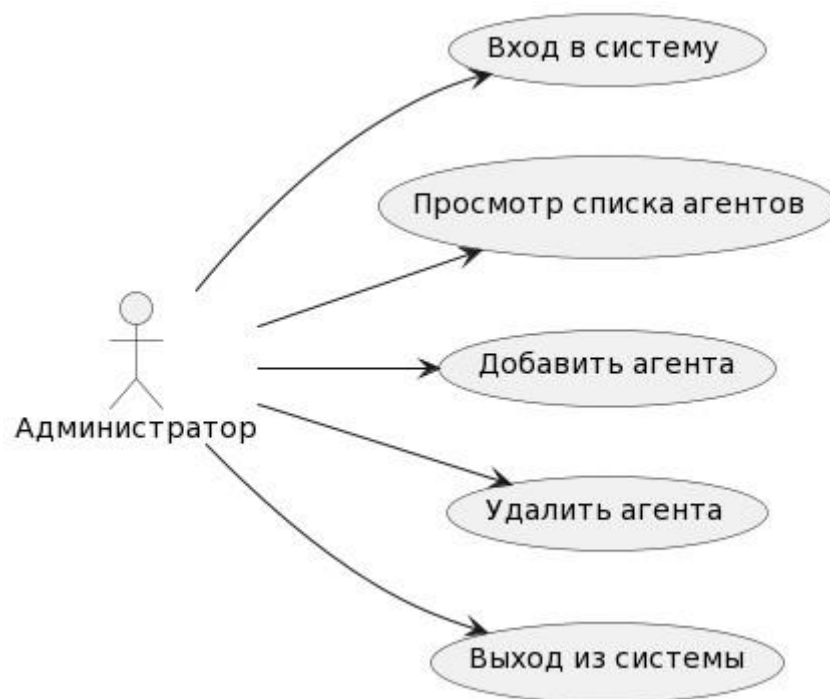 Вход в систему
Просмотр списка агентов
Добавить агента
Администратор
Удалить агента
Выход из системы